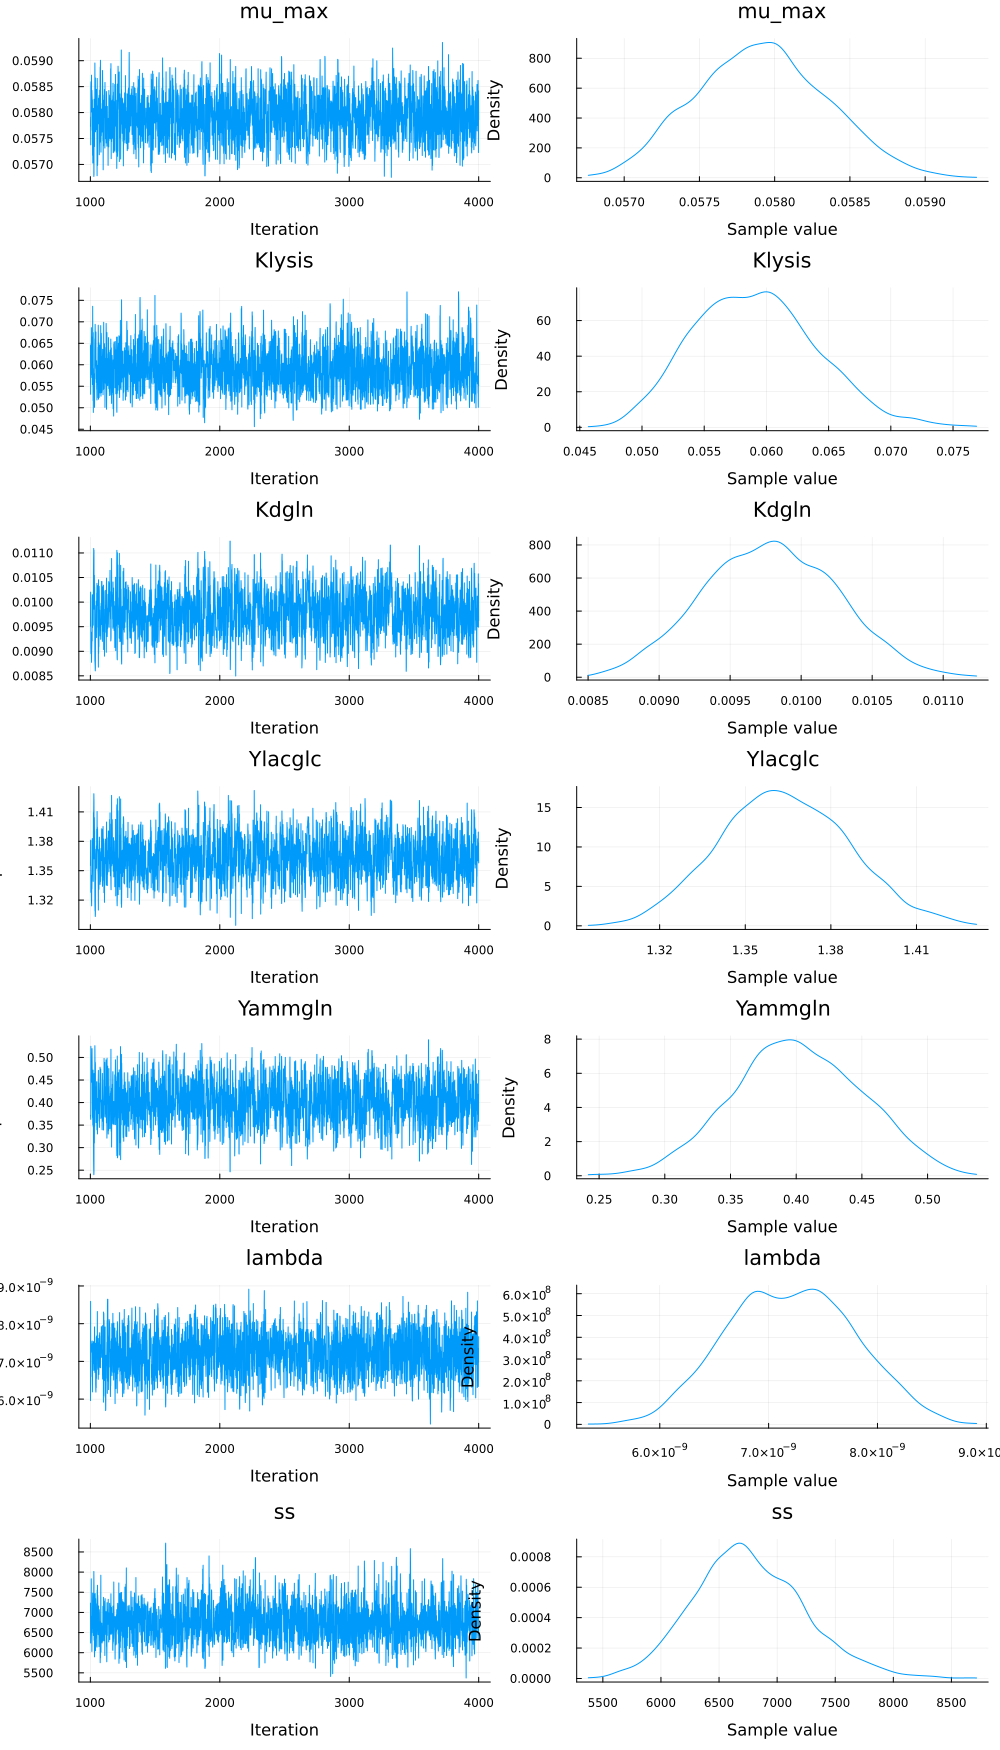 mu_max mu_max
0.0590
0.0585
0.0580
0.0575
0.0570
1000 2000 3000 4000
Iteration
Density
800
600
400
200
0
0.0570 0.0575 0.0580 0.0585 0.0590
Sample value
Klysis Klysis
0.075
0.070
0.065
0.060
0.055
0.050
0.045
1000 2000 3000 4000
Iteration
Density
60
40
20
0
0.045 0.050 0.055 0.060 0.065 0.070 0.075
Sample value
Kdgln Kdgln
0.0110
0.0105
0.0100
0.0095
0.0090
0.0085
1000 2000 3000 4000
Iteration
Density
800
600
400
200
0
0.0085 0.0090 0.0095 0.0100 0.0105 0.0110
Sample value
Ylacglc Ylacglc
1.41
1.38
1.35
1.32
1000 2000 3000 4000
Iteration
Density
15
10
5
0
1.32 1.35 1.38 1.41
Sample value
Yammgln Yammgln
0.50
0.45
0.40
0.35
0.30
0.25
1000 2000 3000 4000
Iteration
Density
8
6
4
2
0
0.25 0.30 0.35 0.40 0.45 0.50
Sample value
lambda lambda
9.0×10⁻⁹
8.0×10⁻⁹
7.0×10⁻⁹
6.0×10⁻⁹
1000 2000 3000 4000
Iteration
Density
6.0×10⁸
5.0×10⁸
4.0×10⁸
3.0×10⁸
2.0×10⁸
1.0×10⁸
0
6.0×10⁻⁹ 7.0×10⁻⁹ 8.0×10⁻⁹ 9.0×1
Sample value
ss ss
8500
8000
7500
7000
6500
6000
5500
1000 2000 3000 4000
Iteration
Density
0.0008
0.0006
0.0004
0.0002
0.0000
5500 6000 6500 7000 7500 8000 8500
Sample value